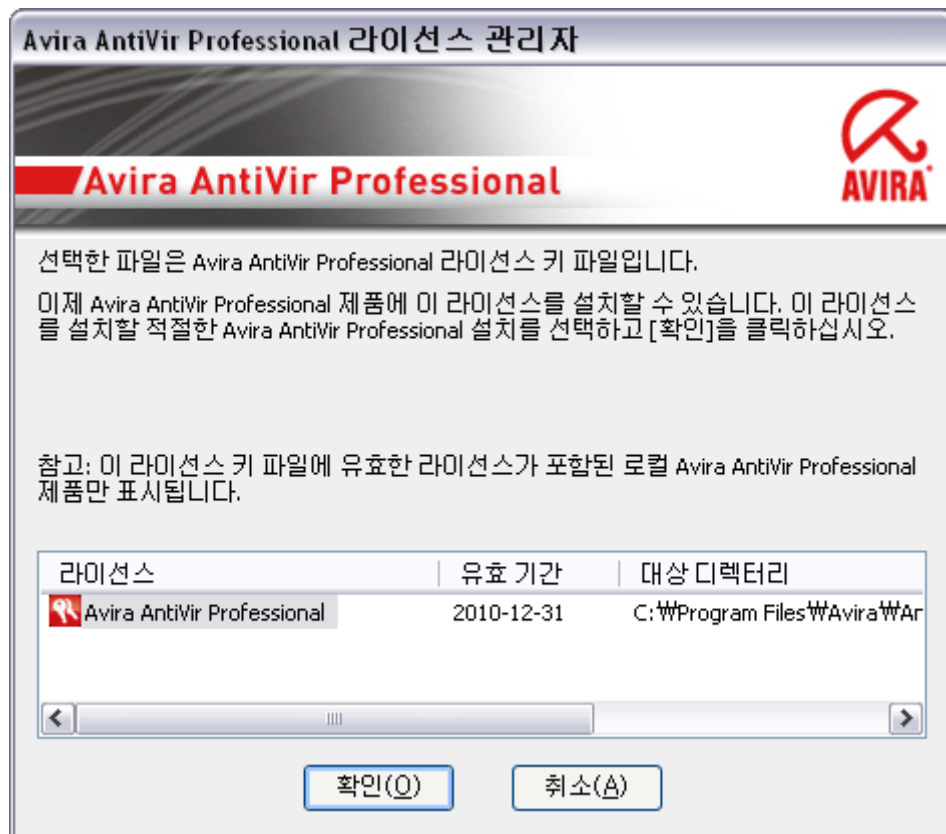 Avira AntiVir Professional 라이선스 관리자
Avira AntiVir Professional
AVIRA
선택한 파일은 Avira AntiVir Professional 라이선스 키 파일입니다.
이제 Avira AntiVir Professional 제품에 이 라이선스를 설치할 수 있습니다. 이 라이선스
를 설치할 적절한 Avira AntiVir Professional 설치를 선택하고 [확인]을 클릭하십시오.
참고: 이 라이선스 키 파일에 유효한 라이선스가 포함된 로컬 Avira AntiVir Professional
제품만 표시됩니다.
라이선스 유효 기간 대상 디렉터리
Avira AntiVir Professional 2010-12-31 C:₩Program Files₩Avira₩An
확인(O) 취소(A)